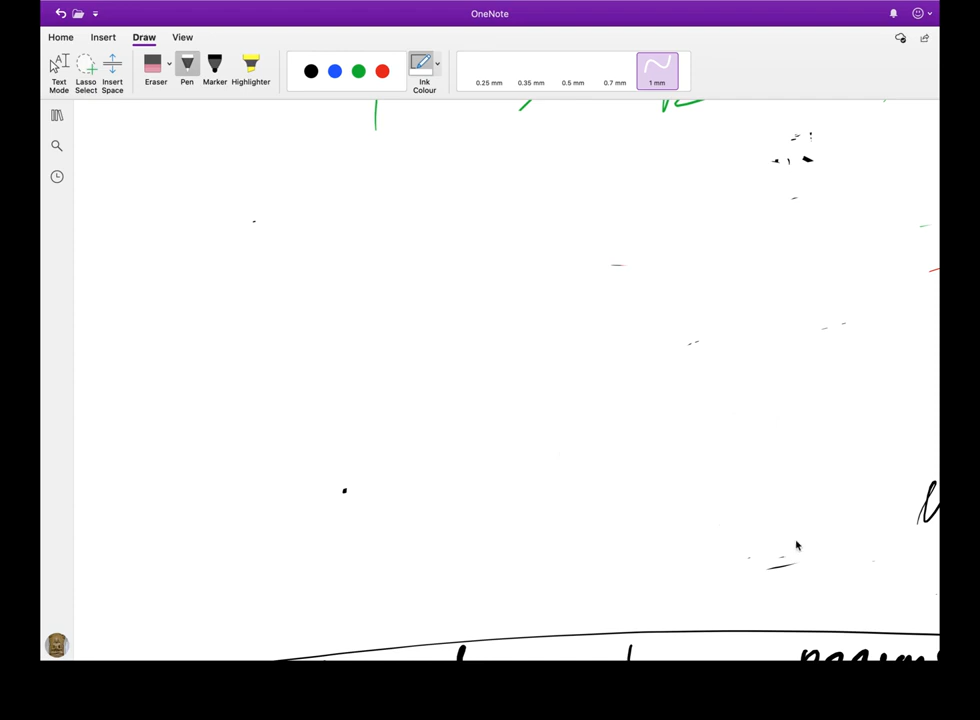 OneNote
Home Insert Draw View
Text Mode
Lasso Select
Insert Space
Eraser
Pen
Marker
Highlighter
Ink Colour
0.25 mm
0.35 mm
0.5 mm
0.7 mm
1 mm